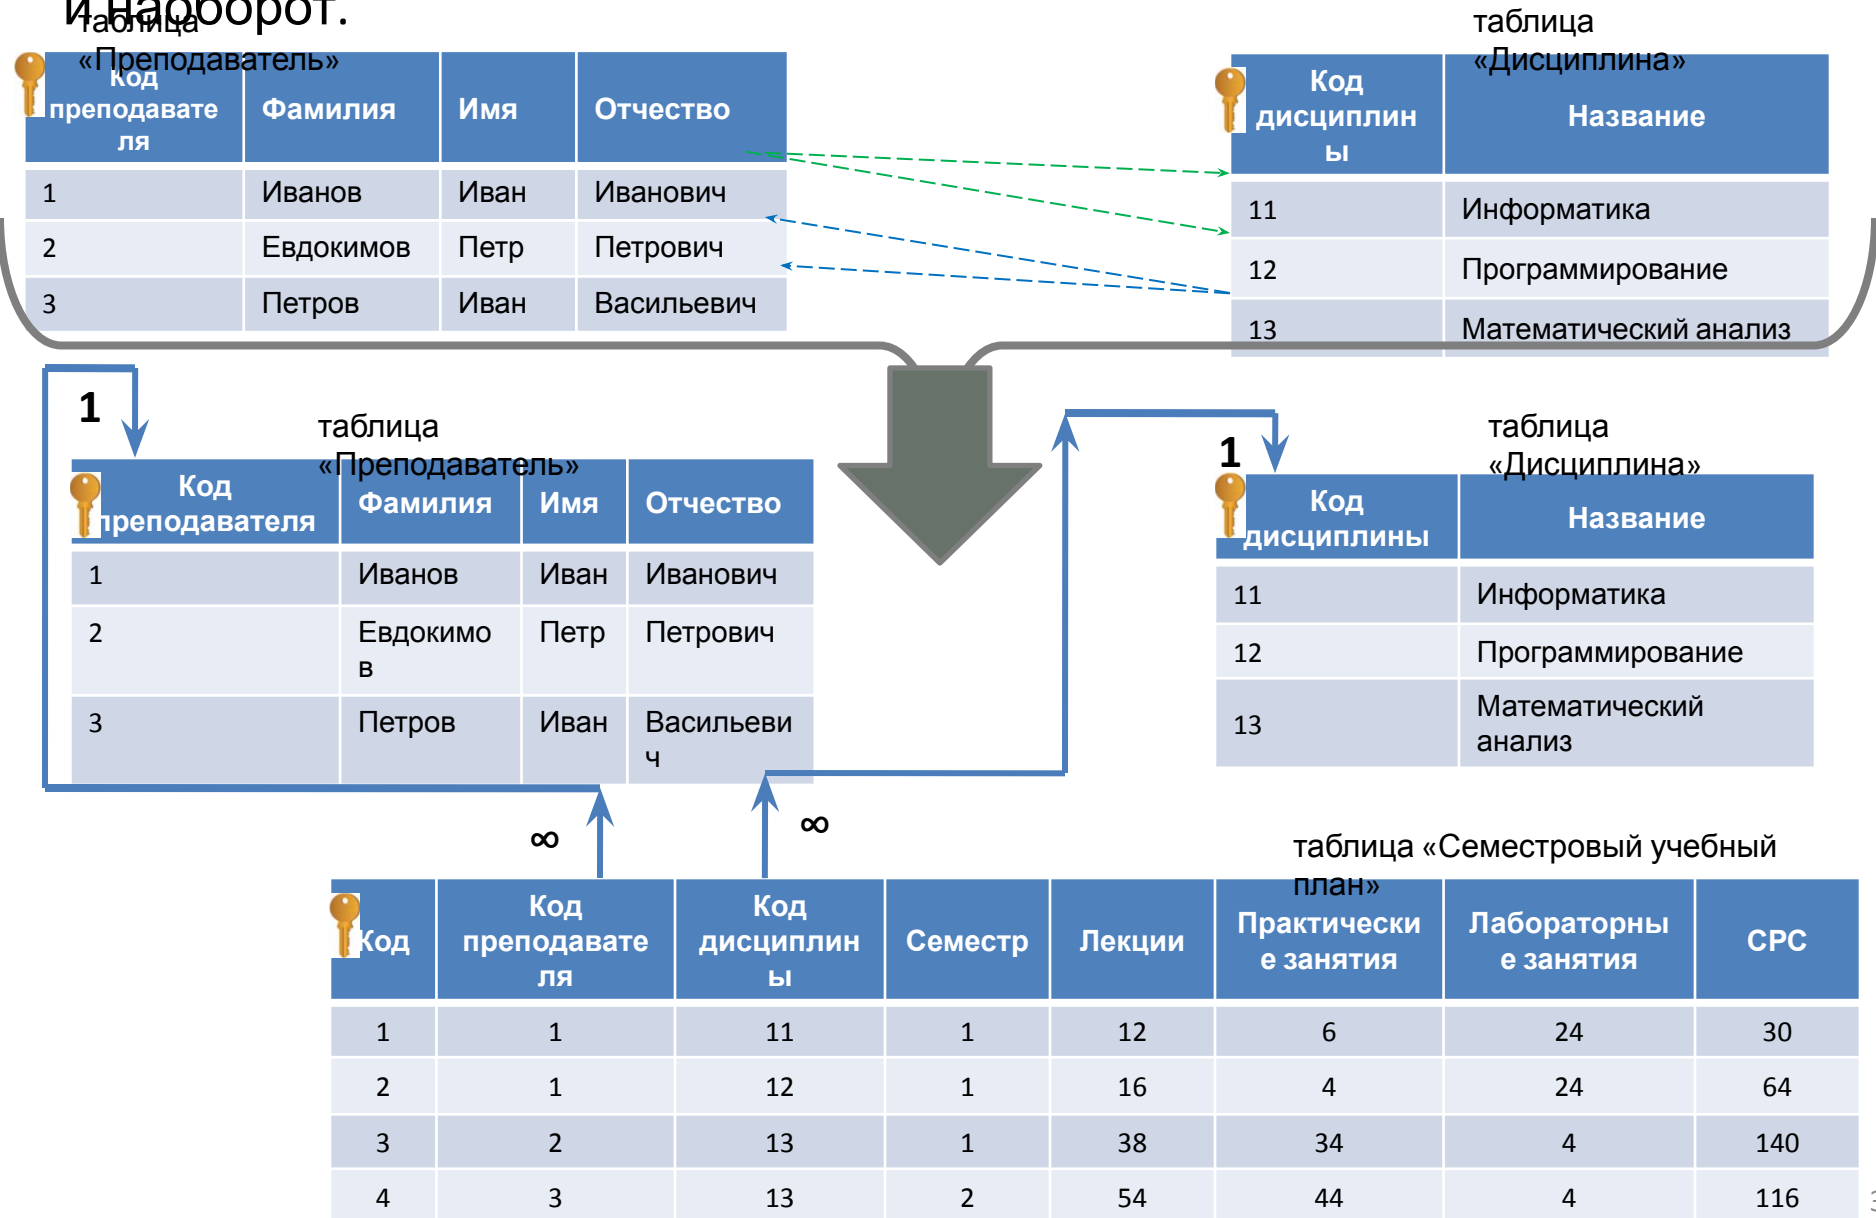 и наоборот.
таблица
«Преподаватель»
таблица
«Дисциплина»
Код
преподавате
ля
Фамилия
Имя
Отчество
1
Иванов
Иван
Иванович
2
Евдокимов
Петр
Петрович
3
Петров
Иван
Васильевич
Код
дисциплин
ы
Название
11
Информатика
12
Программирование
13
Математический анализ
1
таблица
«Преподаватель»
Код
преподавателя
Фамилия
Имя
Отчество
1
Иванов
Иван
Иванович
2
Евдокимо
в
Петр
Петрович
3
Петров
Иван
Васильеви
ч
1
таблица
«Дисциплина»
Код
дисциплины
Название
11
Информатика
12
Программирование
13
Математический
анализ
∞
∞
таблица «Семестровый учебный
план»
Код
Код
преподавате
ля
Код
дисциплин
ы
Семестр
Лекции
Практически
е занятия
Лабораторны
е занятия
СРС
1 1 11 1 12 6 24 30
2 1 12 1 16 4 24 64
3 2 13 1 38 34 4 140
4 3 13 2 54 44 4 116